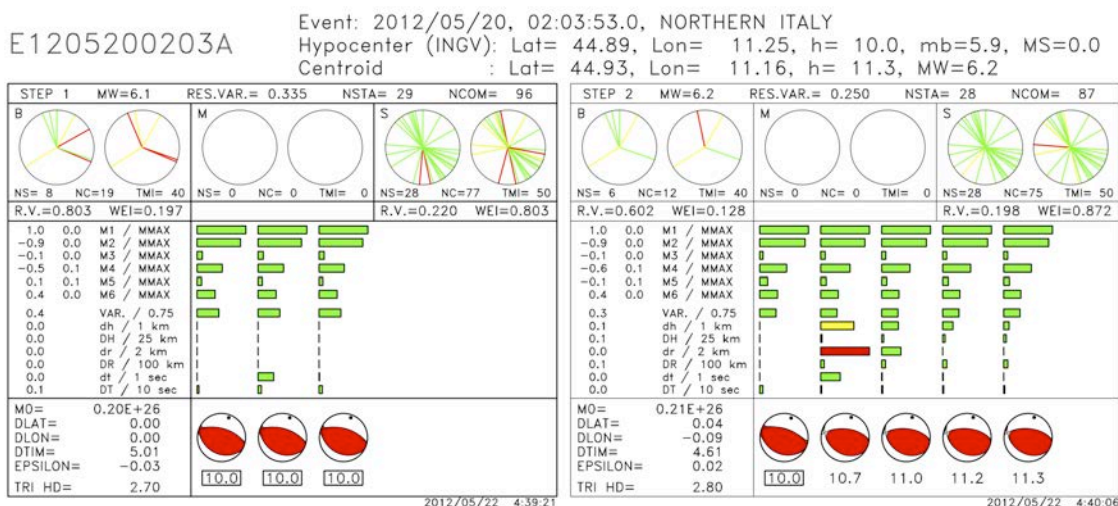 E1205200203A
Event: 2012/05/20, 02:03:53.0, NORTHERN ITALY
Hypocenter (INGV): Lat= 44.89, Lon= 11.25, h= 10.0, mb=5.9, MS=0.0
Centroid : Lat= 44.93, Lon= 11.16, h= 11.3, MW=6.2
STEP 1 MW=6.1 RES.VAR.= 0.335 NSTA= 29 NCOM= 96
B M S
NS= 8 NC=19 TMI= 40 NS= 0 NC= 0 TMI= 0 NS=28 NC=77 TMI= 50
R.V.=0.803 WEI=0.197 R.V.=0.220 WEI=0.803
1.0 0.0 M1 / MMAX
-0.9 0.0 M2 / MMAX
-0.1 0.0 M3 / MMAX
-0.5 0.1 M4 / MMAX
0.1 0.1 M5 / MMAX
0.4 0.0 M6 / MMAX
0.4 VAR. / 0.75
0.0 dh / 1 km
0.0 DH / 25 km
0.0 dr / 2 km
0.0 DR / 100 km
0.0 dt / 1 sec
0.1 DT / 10 sec
M0= 0.20E+26
DLAT= 0.00
DLON= 0.00
DTIM= 5.01
EPSILON= -0.03
TRI HD= 2.70
10.0 10.0 10.0
2012/05/22 4:39:21
STEP 2 MW=6.2 RES.VAR.= 0.250 NSTA= 28 NCOM= 87
B M S
NS= 6 NC=12 TMI= 40 NS= 0 NC= 0 TMI= 0 NS=28 NC=75 TMI= 50
R.V.=0.602 WEI=0.128 R.V.=0.198 WEI=0.872
1.0 0.0 M1 / MMAX
-0.9 0.0 M2 / MMAX
-0.1 0.0 M3 / MMAX
-0.6 0.1 M4 / MMAX
-0.1 0.1 M5 / MMAX
0.4 0.0 M6 / MMAX
0.3 VAR. / 0.75
0.1 dh / 1 km
0.1 DH / 25 km
0.0 dr / 2 km
0.1 DR / 100 km
0.0 dt / 1 sec
0.0 DT / 10 sec
M0= 0.21E+26
DLAT= 0.04
DLON= -0.09
DTIM= 4.61
EPSILON= 0.02
TRI HD= 2.80
10.0 10.7 11.0 11.2 11.3
2012/05/22 4:40:06